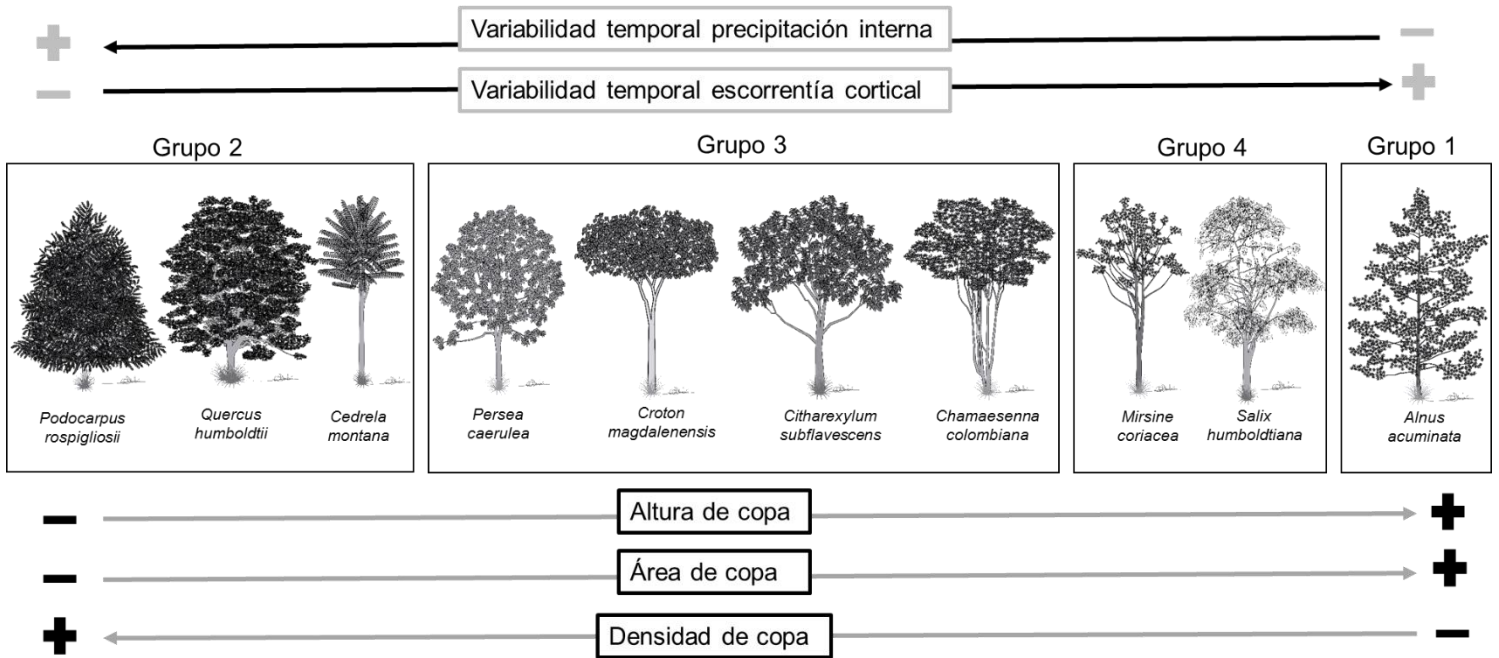 Variabilidad temporal precipitación interna
+
−
Variabilidad temporal escorrentía cortical
−
+
Grupo 2
Grupo 3
Grupo 4
Grupo 1
Podocarpus
rospigliosii
Quercus
humboldtii
Cedrela
montana
Persea
caerulea
Croton
magdalenensis
Citharexylum
subflavescens
Chamaesenna
colombiana
Mirsine
coriacea
Salix
humboldtiana
Alnus
acuminata
−
Altura de copa
+
−
Área de copa
+
+
Densidad de copa
−